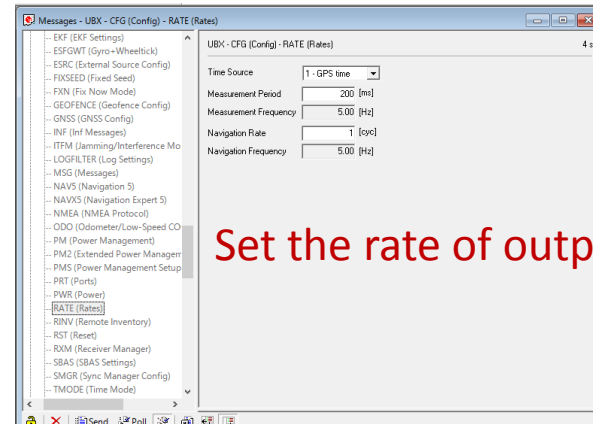 Messages - UBX - CFG (Config) - RATE (Rates)
EKF (EKF Settings)
ESFGWT (Gyro+Wheeltick)
ESRC (External Source Config)
FIXSEED (Fixed Seed)
FXN (Fix Now Mode)
GEOFENCE (Geofence Config)
GNSS (GNSS Config)
INF (Inf Messages)
ITFM (Jamming/Interference Mo
LOGFILTER (Log Settings)
MSG (Messages)
NAV5 (Navigation 5)
NAVX5 (Navigation Expert 5)
NMEA (NMEA Protocol)
ODO (Odometer/Low-Speed CO
PM (Power Management)
PM2 (Extended Power Managem
PMS (Power Management Setup
PRT (Ports)
PWR (Power)
RATE (Rates)
RINV (Remote Inventory)
RST (Reset)
RXM (Receiver Manager)
SBAS (SBAS Settings)
SMGR (Sync Manager Config)
TMODE (Time Mode)
UBX - CFG (Config) - RATE (Rates) 4 s
Time Source 1 - GPS time
Measurement Period 200 [ms]
Measurement Frequency 5.00 [Hz]
Navigation Rate 1 [cyc]
Navigation Frequency 5.00 [Hz]
Set the rate of outp
Send Poll